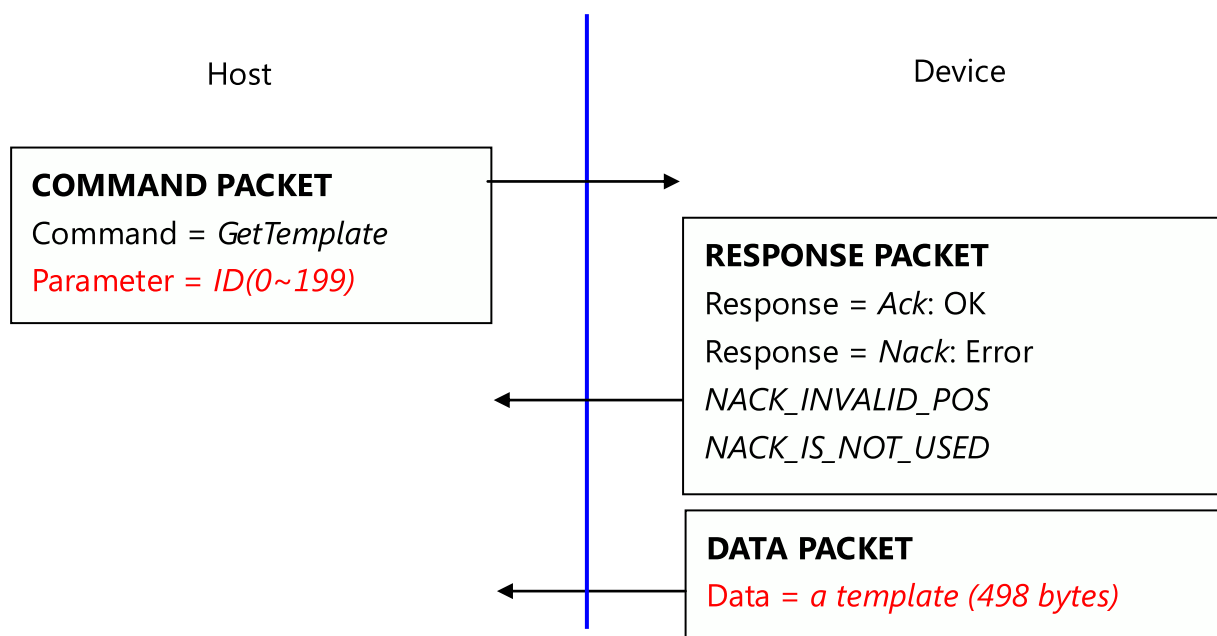 Host
Device
COMMAND PACKET
Command = GetTemplate
Parameter = ID(0~199)
RESPONSE PACKET
Response = Ack: OK
Response = Nack: Error
NACK_INVALID_POS
NACK_IS_NOT_USED
DATA PACKET
Data = a template (498 bytes)